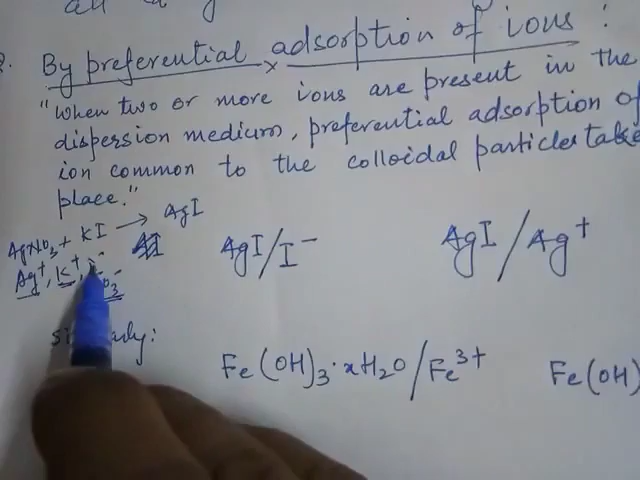 By preferential adsorption of ions :
"When two or more ions are present in the
dispersion medium, preferential adsorption of
ion common to the colloidal particles take
place."
AgNO3 + KI → AgI
Ag+, K+
AgI/I⁻ AgI/Ag⁺
Fe(OH)₃·xH₂O/Fe³⁺ Fe(OH)